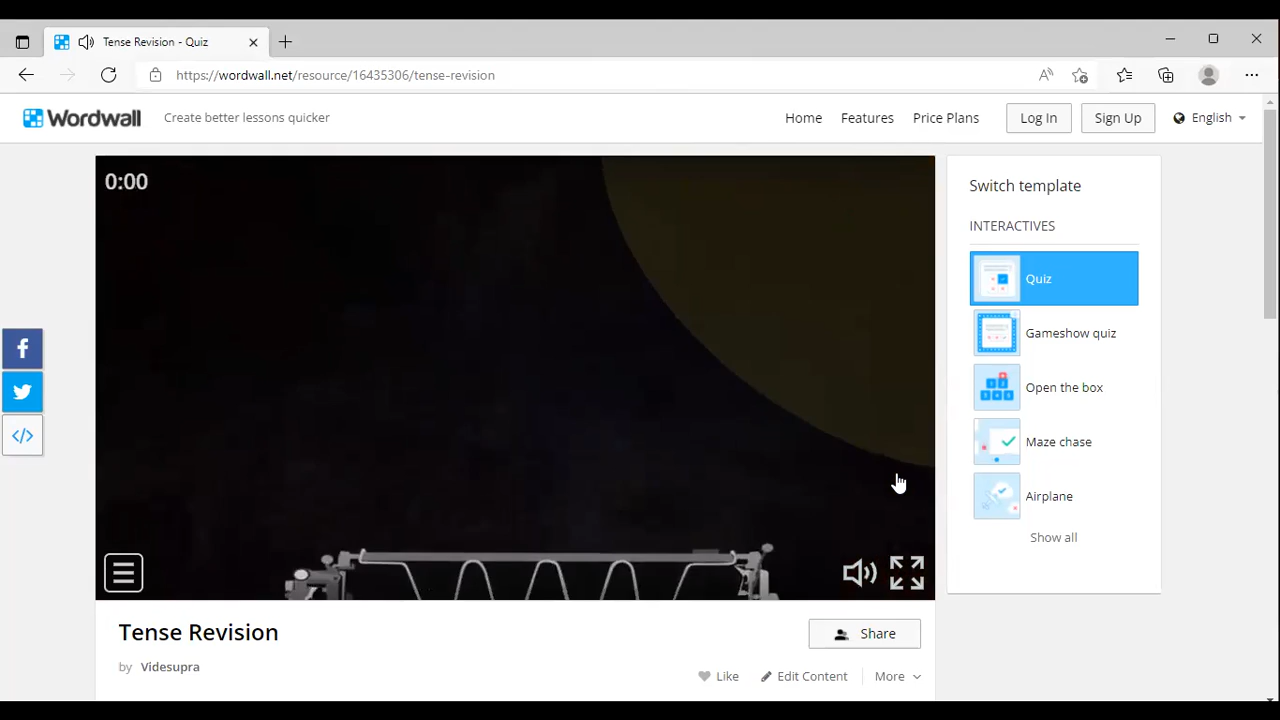 Tense Revision - Quiz
https://wordwall.net/resource/16435306/tense-revision
Wordwall
Create better lessons quicker
Home
Features
Price Plans
Log In
Sign Up
English
0:00
Switch template
INTERACTIVES
Quiz
Gameshow quiz
Open the box
Maze chase
Airplane
Show all
Tense Revision
Share
by Videsupra
Like
Edit Content
More